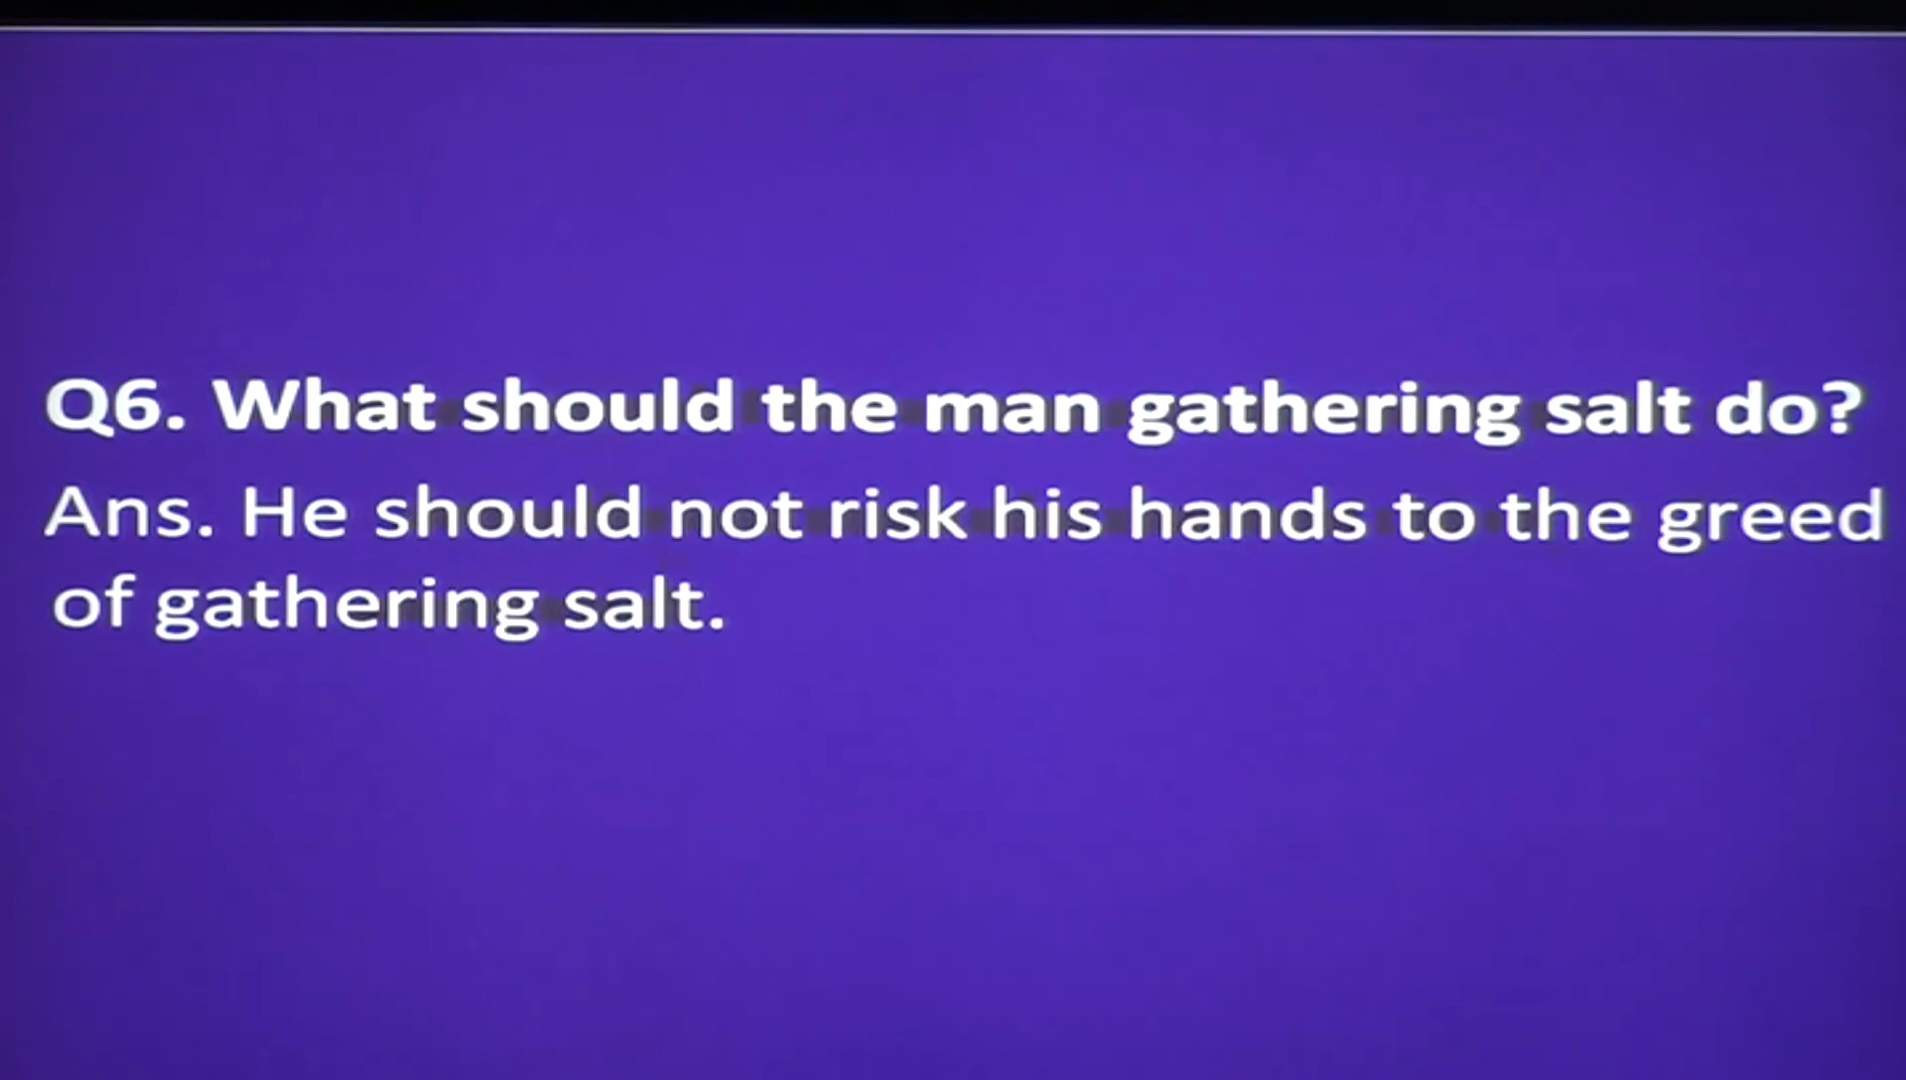 Q6. What should the man gathering salt do?
Ans. He should not risk his hands to the greed
of gathering salt.